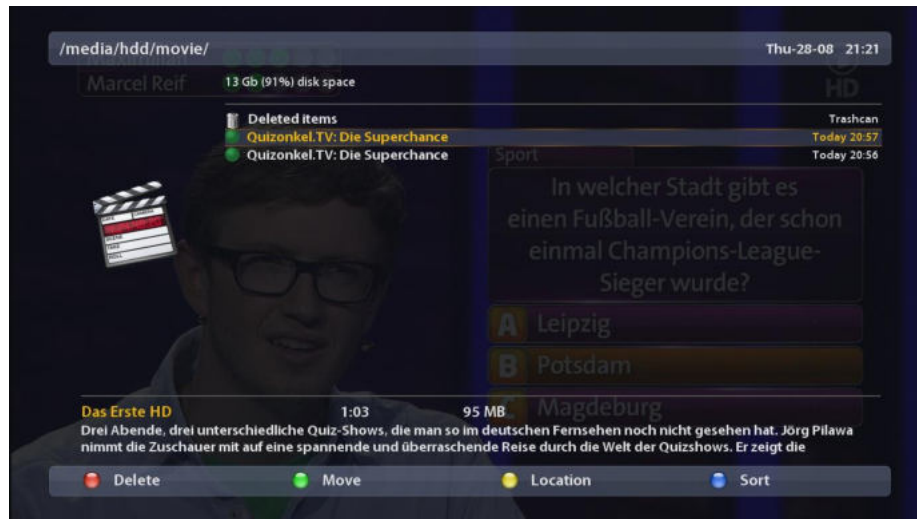 /media/hdd/movie/
Thu-28-08 21:21
Marcel Reif
13 Gb (91%) disk space
HD
Deleted items
Trashcan
Quizonkel.TV: Die Superchance
Today 20:57
Quizonkel.TV: Die Superchance
Today 20:56
Sport
In welcher Stadt gibt es
einen Fußball-Verein, der schon
einmal Champions-League-
Sieger wurde?
A Leipzig
B Potsdam
C Magdeburg
Das Erste HD
1:03
95 MB
Drei Abende, drei unterschiedliche Quiz-Shows, die man so im deutschen Fernsehen noch nicht gesehen hat. Jörg Pilawa
nimmt die Zuschauer mit auf eine spannende und überraschende Reise durch die Welt der Quizshows. Er zeigt die
Delete
Move
Location
Sort